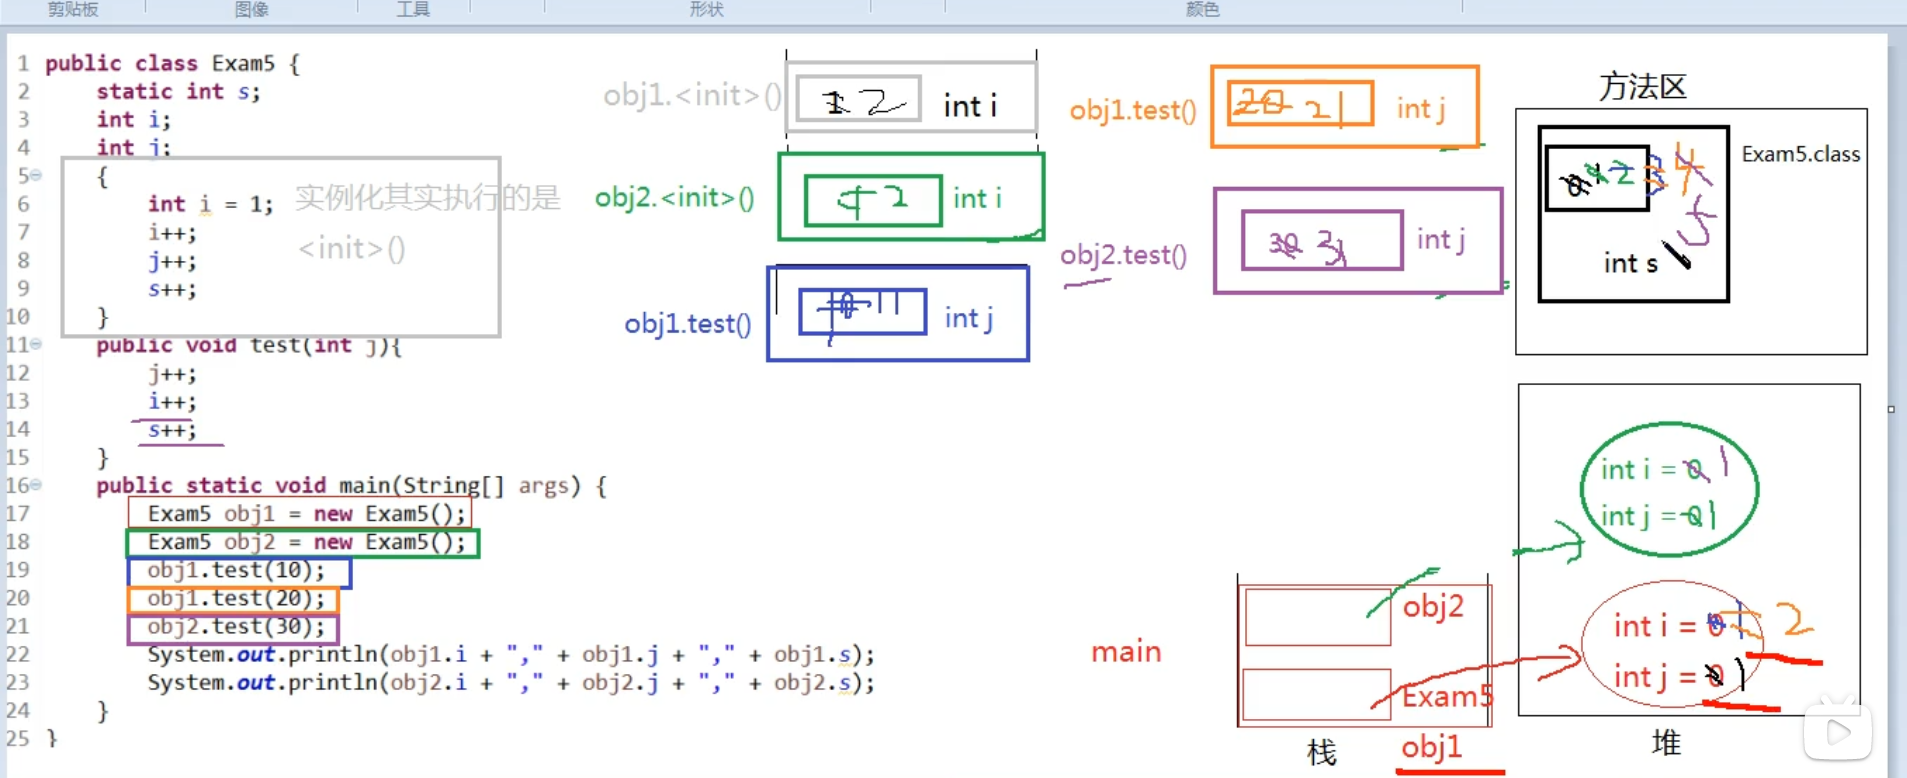 剪贴板 图像 工具 形状 颜色
1 public class Exam5 {
2 static int s;
3 int i;
4 int j;
5 {
6 int i = 1;
7 i++;
8 j++;
9 s++;
10 }
11 public void test(int j){
12 j++;
13 i++;
14 s++;
15 }
16 public static void main(String[] args) {
17 Exam5 obj1 = new Exam5();
18 Exam5 obj2 = new Exam5();
19 obj1.test(10);
20 obj1.test(20);
21 obj2.test(30);
22 System.out.println(obj1.i + "," + obj1.j + "," + obj1.s);
23 System.out.println(obj2.i + "," + obj2.j + "," + obj2.s);
24 }
25 }
实例化其实执行的是
<init>()
obj1.<init>() 1 2 int i
obj2.<init>() 2 int i
obj1.test() 10 11 int j
obj1.test() 20 21 int j
obj2.test() 30 31 int j
方法区
Exam5.class
0 1 2 3 4 5
int s
int i = 0 1
int j = 0 1
int i = 0 1 2
int j = 0 1
堆
main
obj2
Exam5
obj1
栈